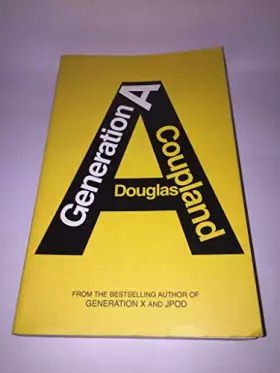 Generation A
Douglas
Coupland
FROM THE BESTSELLING AUTHOR OF
GENERATION X AND JPOD